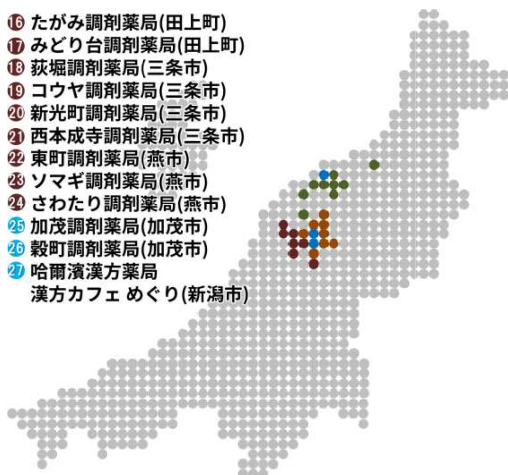 16 たがみ調剤薬局(田上町)
17 みどり台調剤薬局(田上町)
18 荻堀調剤薬局(三条市)
19 コウヤ調剤薬局(三条市)
20 新光町調剤薬局(三条市)
21 西本成寺調剤薬局(三条市)
22 東町調剤薬局(燕市)
23 ソマギ調剤薬局(燕市)
24 さわたり調剤薬局(燕市)
25 加茂調剤薬局(加茂市)
26 穀町調剤薬局(加茂市)
27 哈爾濱漢方薬局
漢方カフェ めぐり(新潟市)